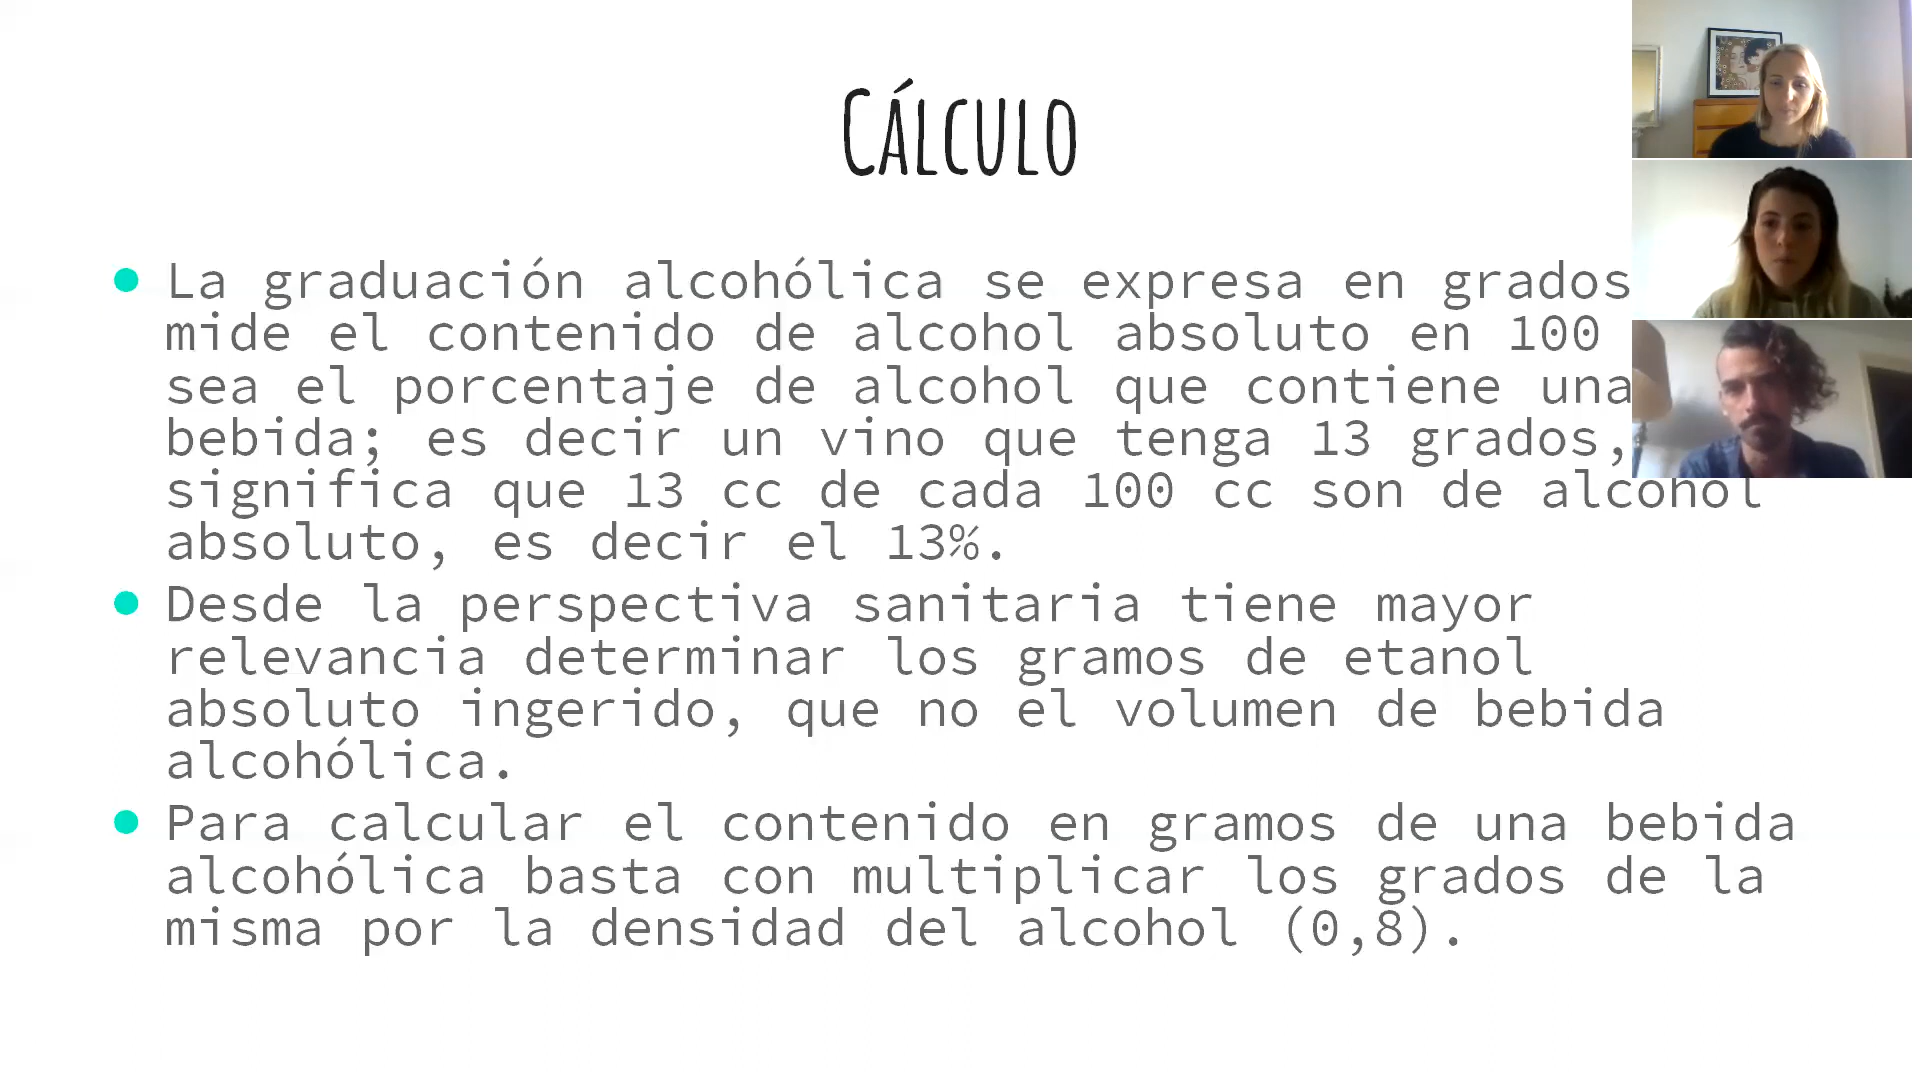 CÁLCULO
La graduación alcohólica se expresa en grados
mide el contenido de alcohol absoluto en 100
sea el porcentaje de alcohol que contiene una
bebida; es decir un vino que tenga 13 grados,
significa que 13 cc de cada 100 cc son de alcohol
absoluto, es decir el 13%.
Desde la perspectiva sanitaria tiene mayor
relevancia determinar los gramos de etanol
absoluto ingerido, que no el volumen de bebida
alcohólica.
Para calcular el contenido en gramos de una bebida
alcohólica basta con multiplicar los grados de la
misma por la densidad del alcohol (0,8).